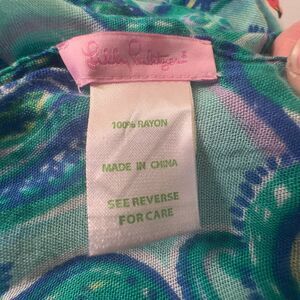 Lilly Pulitzer
100% RAYON
MADE IN CHINA
SEE REVERSE
FOR CARE